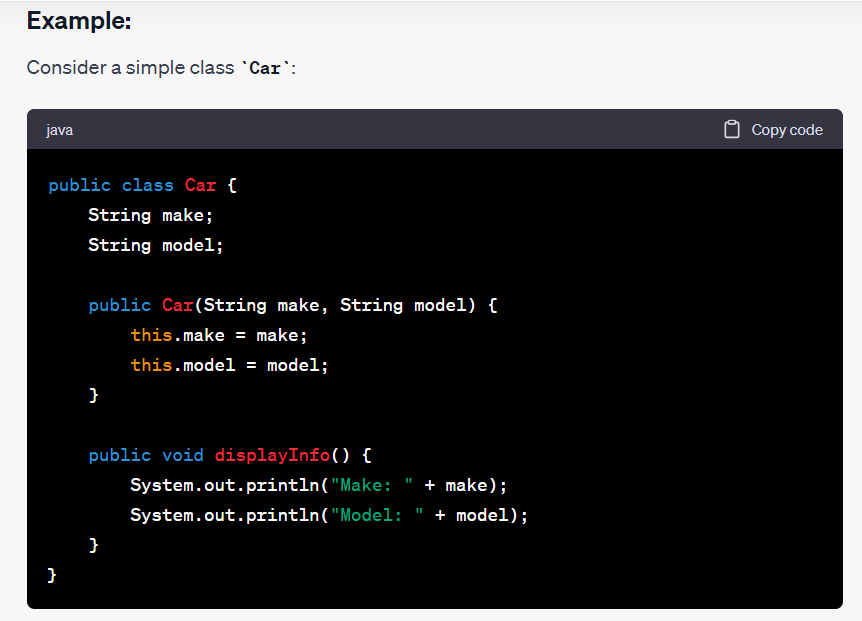 Example:
Consider a simple class `Car`:
java
Copy code
public class Car {
    String make;
    String model;

    public Car(String make, String model) {
        this.make = make;
        this.model = model;
    }

    public void displayInfo() {
        System.out.println("Make: " + make);
        System.out.println("Model: " + model);
    }
}